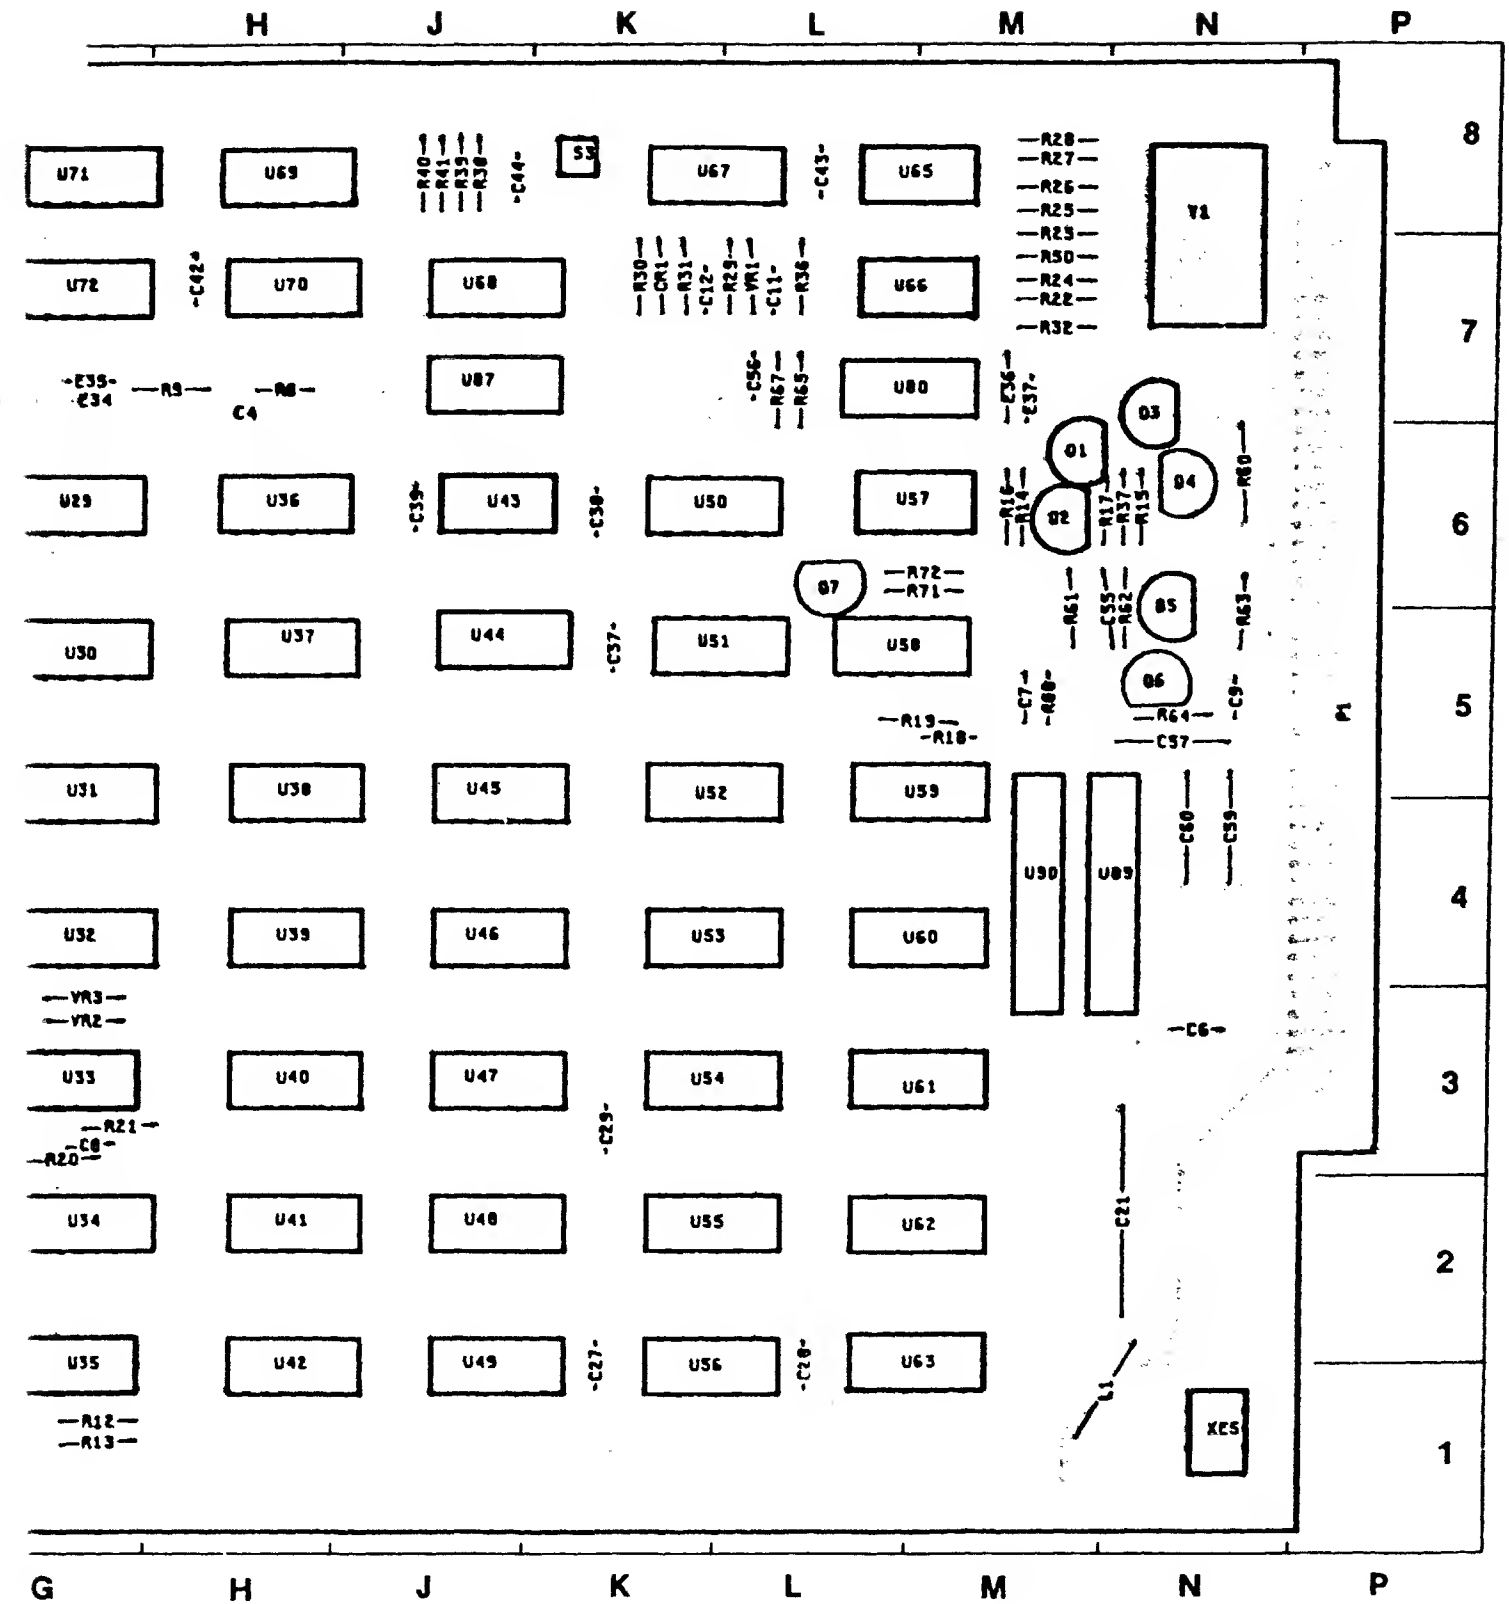 H J K L M N P
8
R28
R27
U71 U69 R40 R41 R39 R38 C44 S3 U67 C43 U65 R26
R25
Y1
R23
U72 C42 U70 U68 R30 CR1 R31 C12 R29 VR1 C11 R36 U66 R50
R24
R22
R32
7
E35 R9 R8 U87 C56 R67 R65 U80 E36 E37
E34
C4
Q3
Q1
R60
U29 U36 C39 U43 C38 U50 U57 R16 R14 Q2 R17 R37 R15 Q4
6
R72
Q7 R71
R61 C55 R62 Q5 R63
U30 U37 U44 C37 U51 U58
C7 R88 Q6 C9
R19 R64 P1 5
R18 C57
U31 U38 U45 U52 U59
C60 C59
U90 U89
4
U32 U39 U46 U53 U60
VR3
VR2
C6
U33 U40 U47 U54 U61 3
R21 C29
C8
R20
U34 U41 U48 U55 U62 C21
2
U35 U42 U49 C27 U56 C28 U63
L1
R12 XE5
R13 1
G H J K L M N P